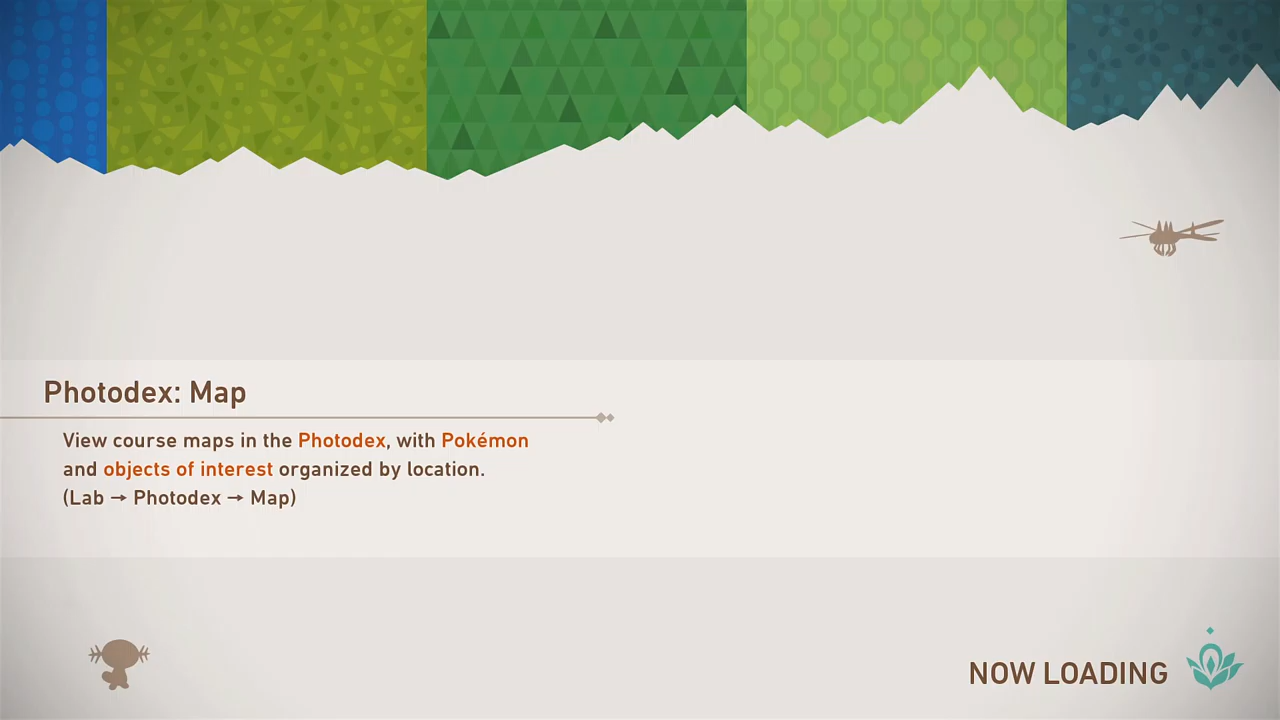 Photodex: Map
View course maps in the Photodex, with Pokémon
and objects of interest organized by location.
(Lab → Photodex → Map)
NOW LOADING